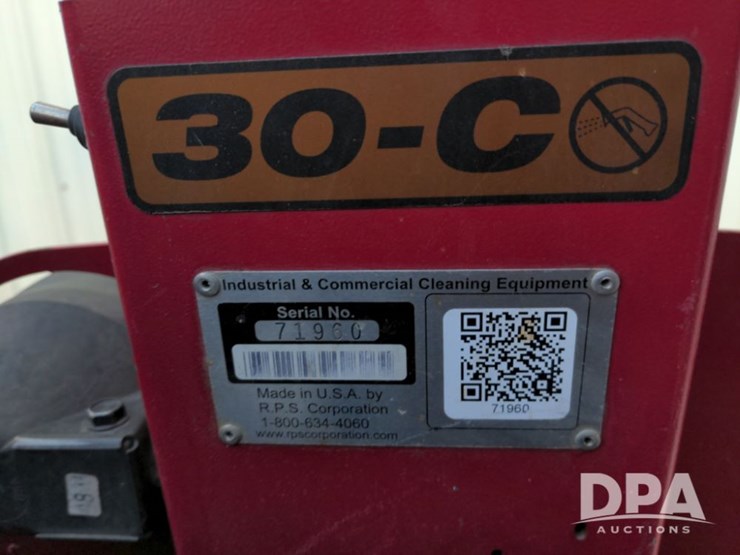 30-C
Industrial & Commercial Cleaning Equipment
Serial No.
71960
Made in U.S.A. by
R.P.S. Corporation
1-800-634-4060
www.rpscorporation.com
71960
DPA
AUCTIONS